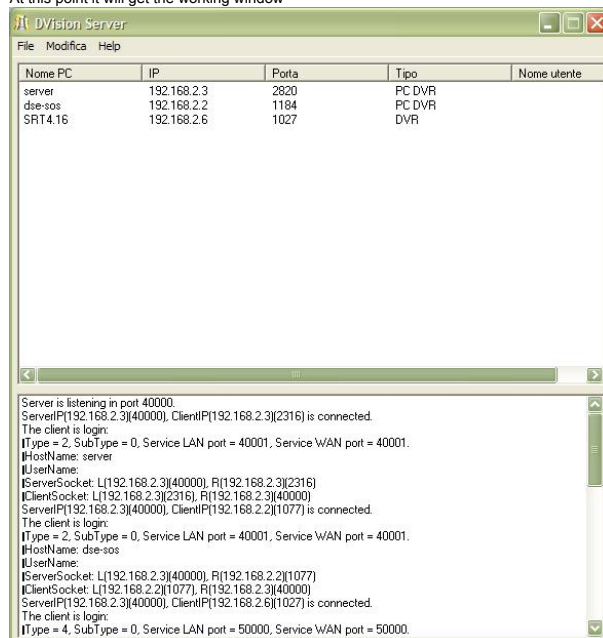 At this point it will get the working window
DVision Server
File Modifica Help
Nome PC IP Porta Tipo Nome utente
server 192.168.2.3 2820 PC DVR
dse-sos 192.168.2.2 1184 PC DVR
SRT4.16 192.168.2.6 1027 DVR
Server is listening in port 40000.
ServerIP(192.168.2.3)(40000), ClientIP(192.168.2.3)(2316) is connected.
The client is login:
Type = 2, SubType = 0, Service LAN port = 40001, Service WAN port = 40001.
HostName: server
UserName:
ServerSocket: L(192.168.2.3)(40000), R(192.168.2.3)(2316)
ClientSocket: L(192.168.2.3)(2316), R(192.168.2.3)(40000)
ServerIP(192.168.2.3)(40000), ClientIP(192.168.2.2)(1077) is connected.
The client is login:
Type = 2, SubType = 0, Service LAN port = 40001, Service WAN port = 40001.
HostName: dse-sos
UserName:
ServerSocket: L(192.168.2.3)(40000), R(192.168.2.2)(1077)
ClientSocket: L(192.168.2.2)(1077), R(192.168.2.3)(40000)
ServerIP(192.168.2.3)(40000), ClientIP(192.168.2.6)(1027) is connected.
The client is login:
Type = 4, SubType = 0, Service LAN port = 50000, Service WAN port = 50000.